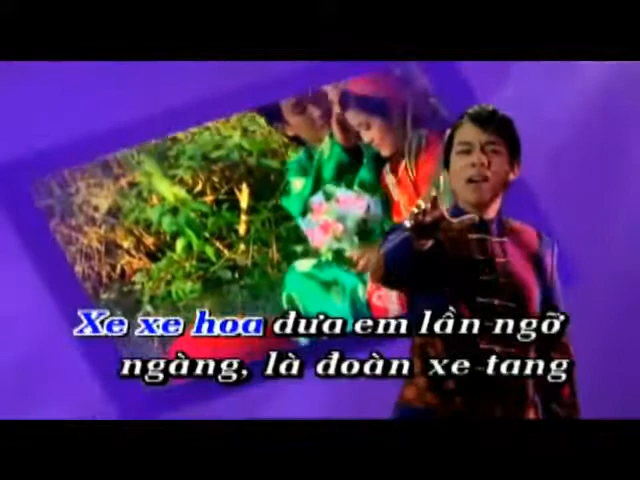 Xe xe hoa đưa em lần ngỡ
ngàng, là đoàn xe tang